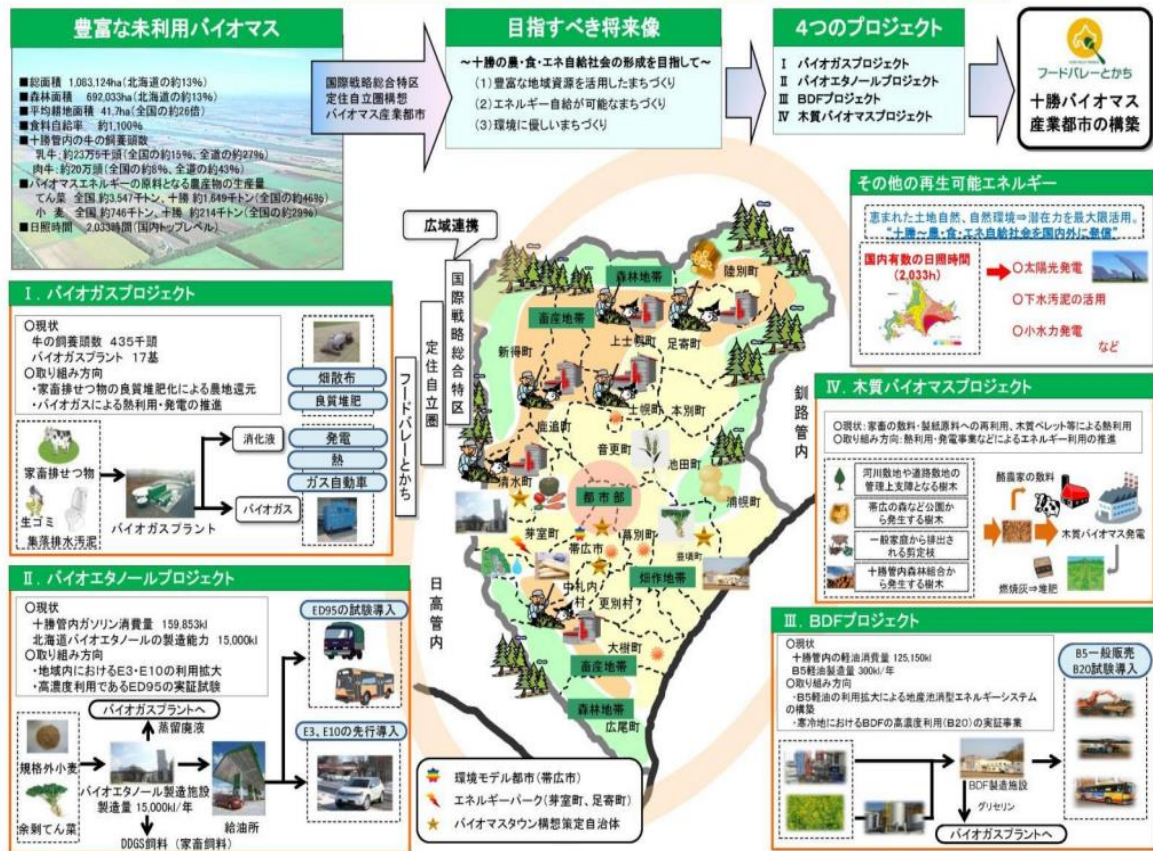 豊富な未利用バイオマス
■総面積 1,083,124ha(北海道の約13%)
■森林面積 692,033ha(北海道の約13%)
■平均耕地面積 41.7ha(全国の約26倍)
■食料自給率 約1,100%
■十勝管内の牛の飼養頭数
乳牛:約23万5千頭(全国の約15%、全道の約27%)
肉牛:約20万頭(全国の約8%、全道の約43%)
■バイオマスエネルギーの原料となる農産物の生産量
てん菜 全国 約3,547千トン、十勝 約1,649千トン(全国の約46%)
小 麦 全国 約746千トン、十勝 約214千トン(全国の約29%)
■日照時間 2,033時間(国内トップレベル)
国際戦略総合特区
定住自立圏構想
バイオマス産業都市
目指すべき将来像
～十勝の農・食・エネ自給社会の形成を目指して～
(1)豊富な地域資源を活用したまちづくり
(2)エネルギー自給が可能なまちづくり
(3)環境に優しいまちづくり
4つのプロジェクト
Ⅰ バイオガスプロジェクト
Ⅱ バイオエタノールプロジェクト
Ⅲ BDFプロジェクト
Ⅳ 木質バイオマスプロジェクト
フードバレーとかち
十勝バイオマス
産業都市の構築
その他の再生可能エネルギー
恵まれた土地自然、自然環境⇒潜在力を最大限活用。
“十勝～農・食・エネ自給社会を国内外に発信”
国内有数の日照時間
(2,033h)
○太陽光発電
○下水汚泥の活用
○小水力発電
など
Ⅰ. バイオガスプロジェクト
○現状
牛の飼養頭数 435千頭
バイオガスプラント 17基
○取り組み方向
・家畜排せつ物の良質堆肥化による農地還元
・バイオガスによる熱利用・発電の推進
畑散布
良質堆肥
消化液
発電
熱
ガス自動車
バイオガス
家畜排せつ物
生ゴミ
集落排水汚泥
バイオガスプラント
広域連携
国際戦略総合特区
定住自立圏
フードバレーとかち
森林地帯
陸別町
畜産地帯
上士幌町
足寄町
新得町
士幌町
本別町
鹿追町
音更町
池田町
清水町
浦幌町
都市部
芽室町
帯広市
幕別町
豊頃町
畑作地帯
中札内村
更別村
大樹町
畜産地帯
森林地帯
広尾町
釧路管内
日高管内
環境モデル都市(帯広市)
エネルギーパーク(芽室町、足寄町)
バイオマスタウン構想策定自治体
Ⅳ. 木質バイオマスプロジェクト
○現状:家畜の敷料・製紙原料への再利用、木質ペレット等による熱利用
○取り組み方向:熱利用・発電事業などによるエネルギー利用の推進
河川敷地や道路敷地の
管理上支障となる樹木
帯広の森など公園か
ら発生する樹木
一般家庭から排出さ
れる剪定枝
十勝管内森林組合か
ら発生する樹木
酪農家の敷料
木質バイオマス発電
燃焼灰⇒堆肥
Ⅱ. バイオエタノールプロジェクト
○現状
十勝管内ガソリン消費量 159,853kl
北海道バイオエタノールの製造能力 15,000kl
○取り組み方向
・地域内におけるE3・E10の利用拡大
・高濃度利用であるED95の実証試験
ED95の試験導入
バイオガスプラントへ
蒸留廃液
E3、E10の先行導入
規格外小麦
余剰てん菜
バイオエタノール製造施設
製造量 15,000kl/年
給油所
DDGS飼料 (家畜飼料)
Ⅲ. BDFプロジェクト
○現状
十勝管内の軽油消費量 125,150kl
B5軽油製造量 300kl/年
○取り組み方向
・B5軽油の利用拡大による地産地消型エネルギーシステム
の構築
・寒冷地におけるBDFの高濃度利用(B20)の実証事業
B5一般販売
B20試験導入
BDF製造施設
グリセリン
バイオガスプラントへ